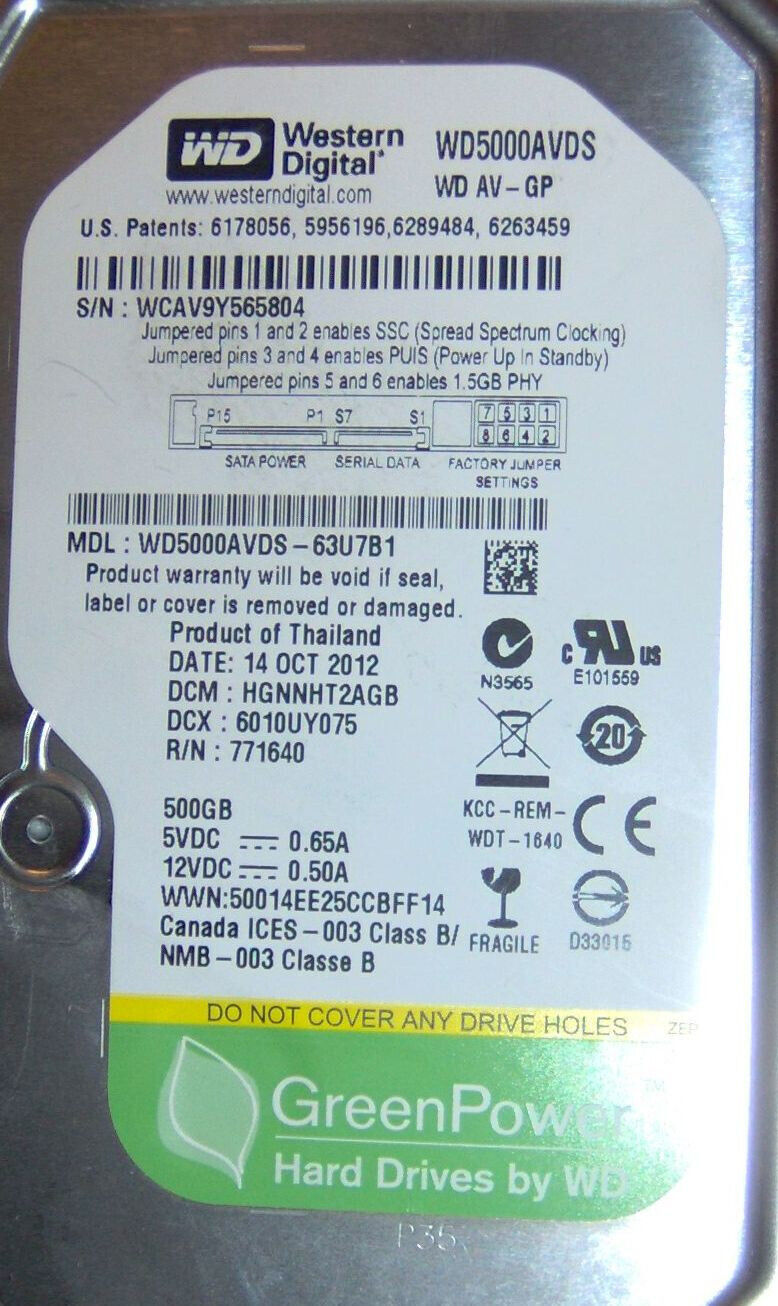 WD Western Digital®
WD5000AVDS
WD AV-GP
www.westerndigital.com
U.S. Patents: 6178056, 5956196,6289484, 6263459
S/N : WCAV9Y565804
Jumpered pins 1 and 2 enables SSC (Spread Spectrum Clocking)
Jumpered pins 3 and 4 enables PUIS (Power Up In Standby)
Jumpered pins 5 and 6 enables 1.5GB PHY
P15 P1 S7 S1
7 5 3 1
8 6 4 2
SATA POWER SERIAL DATA FACTORY JUMPER
SETTINGS
MDL : WD5000AVDS-63U7B1
Product warranty will be void if seal,
label or cover is removed or damaged.
Product of Thailand
DATE: 14 OCT 2012
DCM : HGNNHT2AGB
DCX : 6010UY075
R/N : 771640
N3565
c RU US
E101559
20
500GB
5VDC 0.65A
12VDC 0.50A
WWN:50014EE25CCBFF14
Canada ICES-003 Class B/
NMB-003 Classe B
KCC-REM-
WDT-1640
CE
FRAGILE
D33015
DO NOT COVER ANY DRIVE HOLES
GreenPower™
Hard Drives by WD
P35